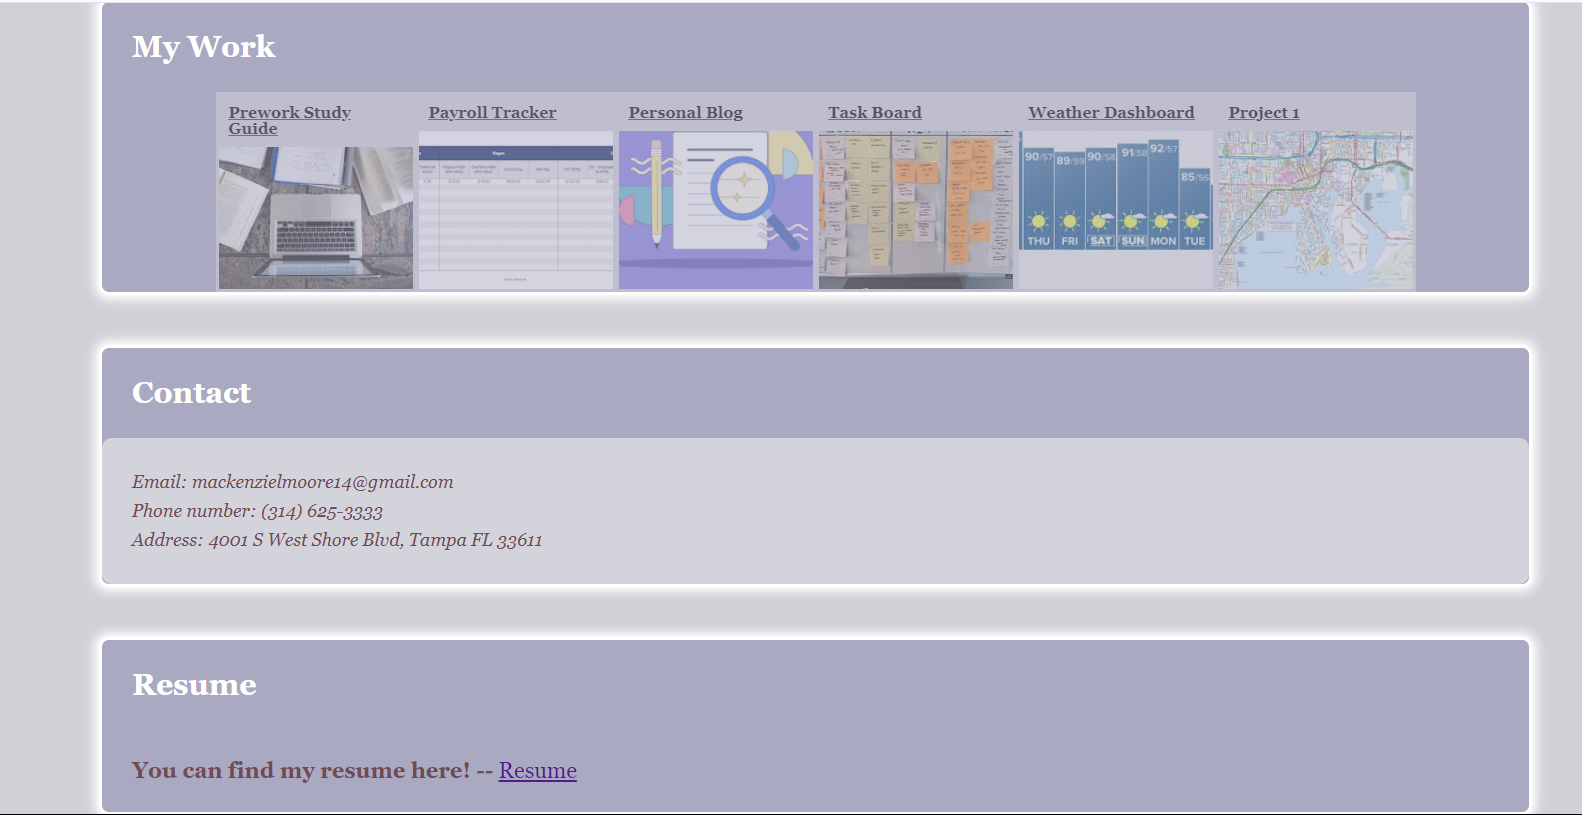 My Work
Prework Study
Guide
Payroll Tracker
Personal Blog
Task Board
Weather Dashboard
Project 1
90/57 89/59 90/58 91/58 92/57 85/56
THU FRI SAT SUN MON TUE
Contact
Email: mackenzielmoore14@gmail.com
Phone number: (314) 625-3333
Address: 4001 S West Shore Blvd, Tampa FL 33611
Resume
You can find my resume here! -- Resume